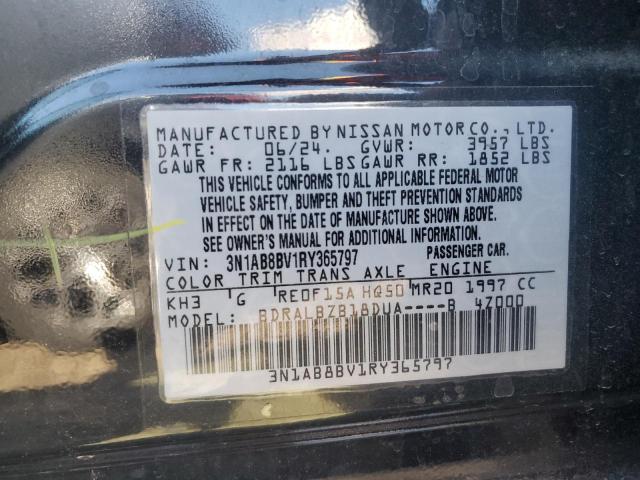 MANUFACTURED BY NISSAN MOTOR CO., LTD.
DATE: 06/24. GVWR: 3957 LBS
GAWR FR: 2116 LBS GAWR RR: 1852 LBS
THIS VEHICLE CONFORMS TO ALL APPLICABLE FEDERAL MOTOR
VEHICLE SAFETY, BUMPER AND THEFT PREVENTION STANDARDS
IN EFFECT ON THE DATE OF MANUFACTURE SHOWN ABOVE.
SEE OWNER'S MANUAL FOR ADDITIONAL INFORMATION.
VIN: 3N1AB8BV1RY365797 PASSENGER CAR.
COLOR TRIM TRANS AXLE ENGINE
KH3 G RE0F15A HQ50 MR20 1997 CC
BDRALBZB18DUA----B 47000
3N1AB8BV1RY365797